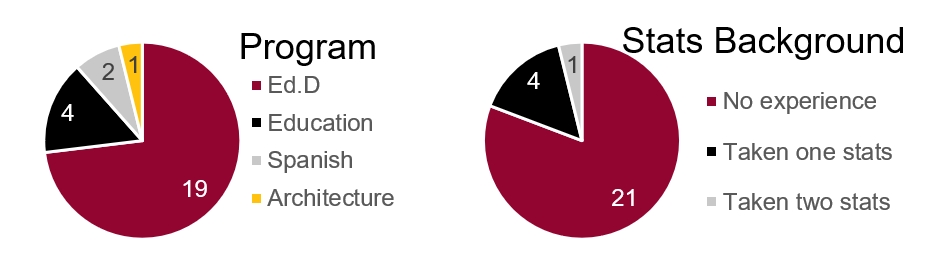 Program
Ed.D
Education
Spanish
Architecture
1
2
4
19
Stats Background
No experience
Taken one stats
Taken two stats
1
4
21